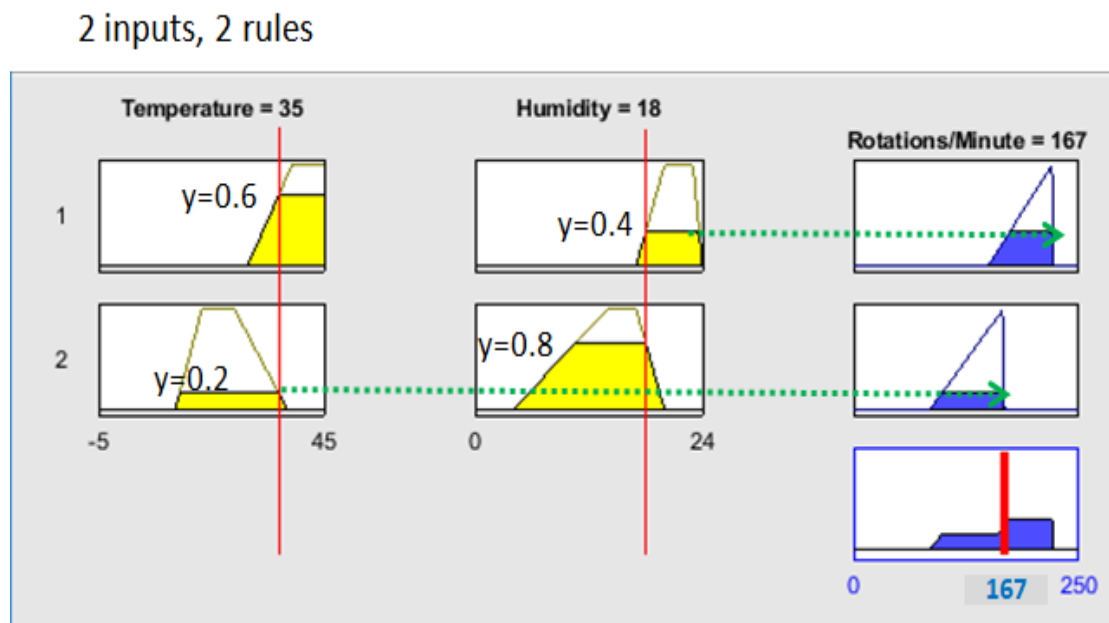 2 inputs, 2 rules
Temperature = 35
Humidity = 18
Rotations/Minute = 167
1
y=0.6
y=0.4
2
y=0.2
y=0.8
-5
45
0
24
0
167
250